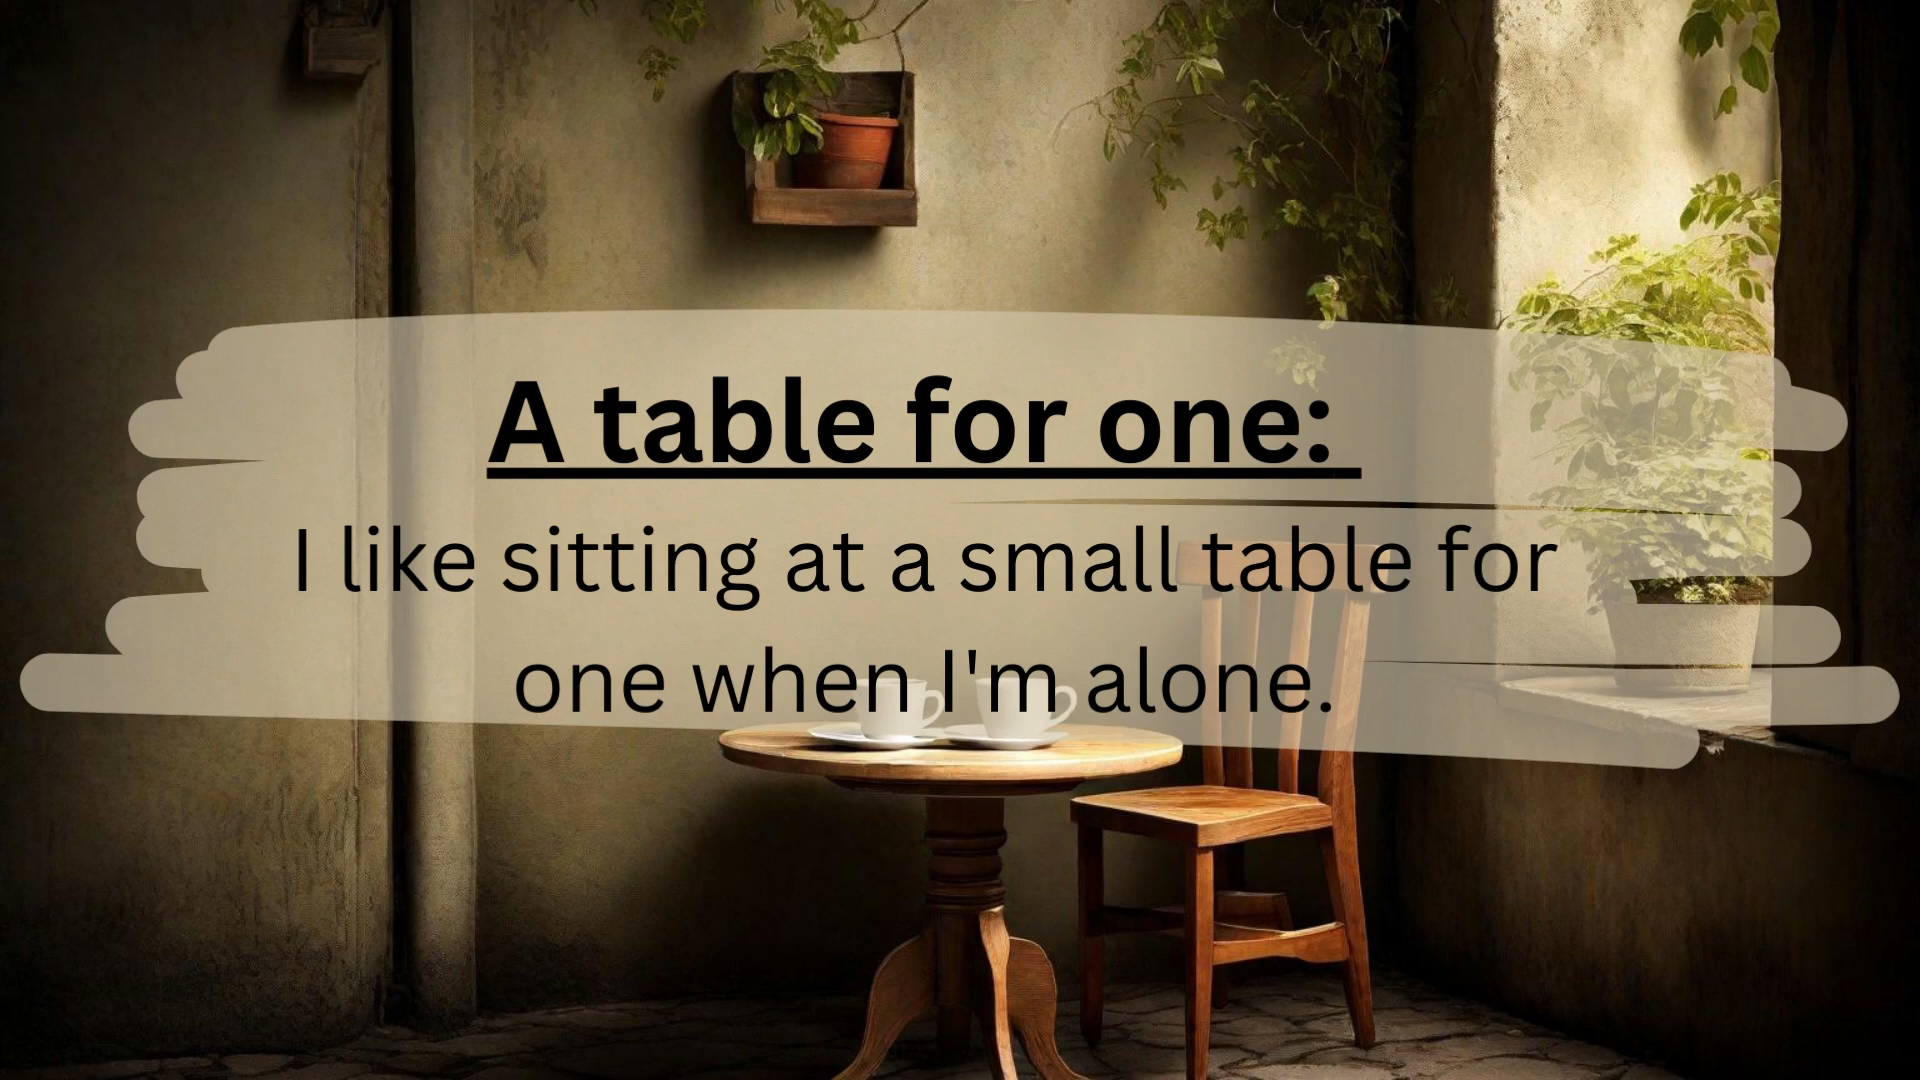 A table for one:
I like sitting at a small table for
one when I'm alone.